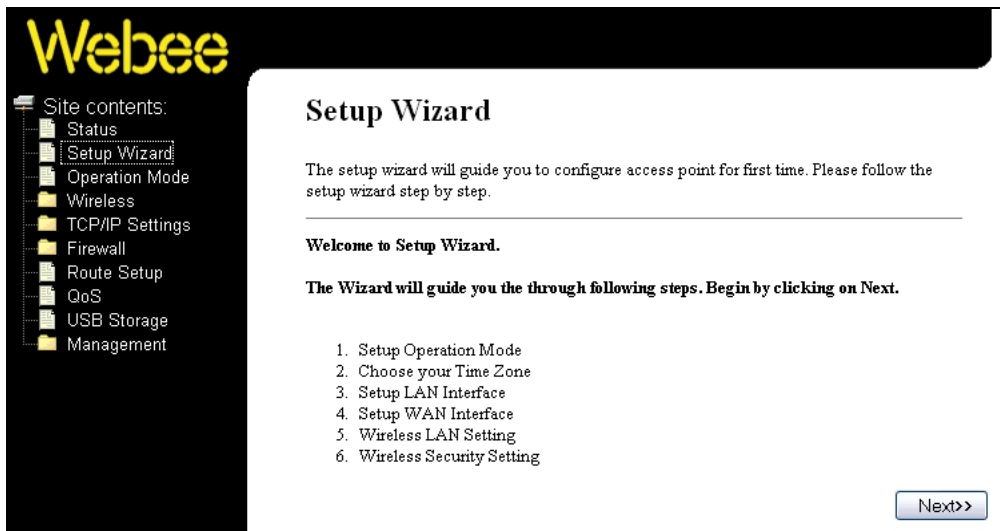 Webee
Site contents:
Status
Setup Wizard
Operation Mode
Wireless
TCP/IP Settings
Firewall
Route Setup
QoS
USB Storage
Management
Setup Wizard
The setup wizard will guide you to configure access point for first time. Please follow the
setup wizard step by step.
Welcome to Setup Wizard.
The Wizard will guide you the through following steps. Begin by clicking on Next.
1. Setup Operation Mode
2. Choose your Time Zone
3. Setup LAN Interface
4. Setup WAN Interface
5. Wireless LAN Setting
6. Wireless Security Setting
Next>>